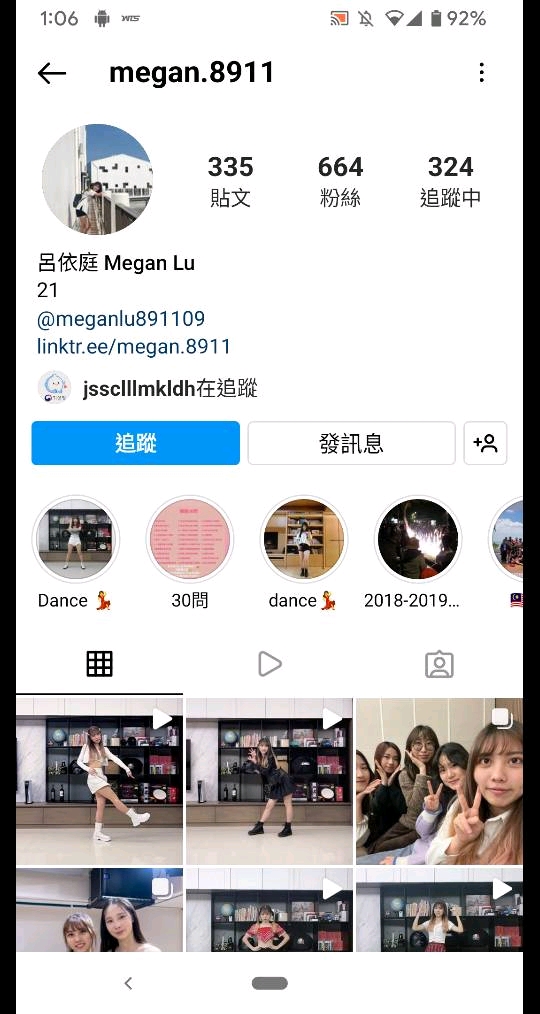 1:06
92%
megan.8911
335
664
324
貼文
粉絲
追蹤中
呂依庭 Megan Lu
21
@meganlu891109
linktr.ee/megan.8911
jssclllmkldh在追蹤
追蹤
發訊息
Dance 💃
30問
dance💃
2018-2019...
🇲🇾